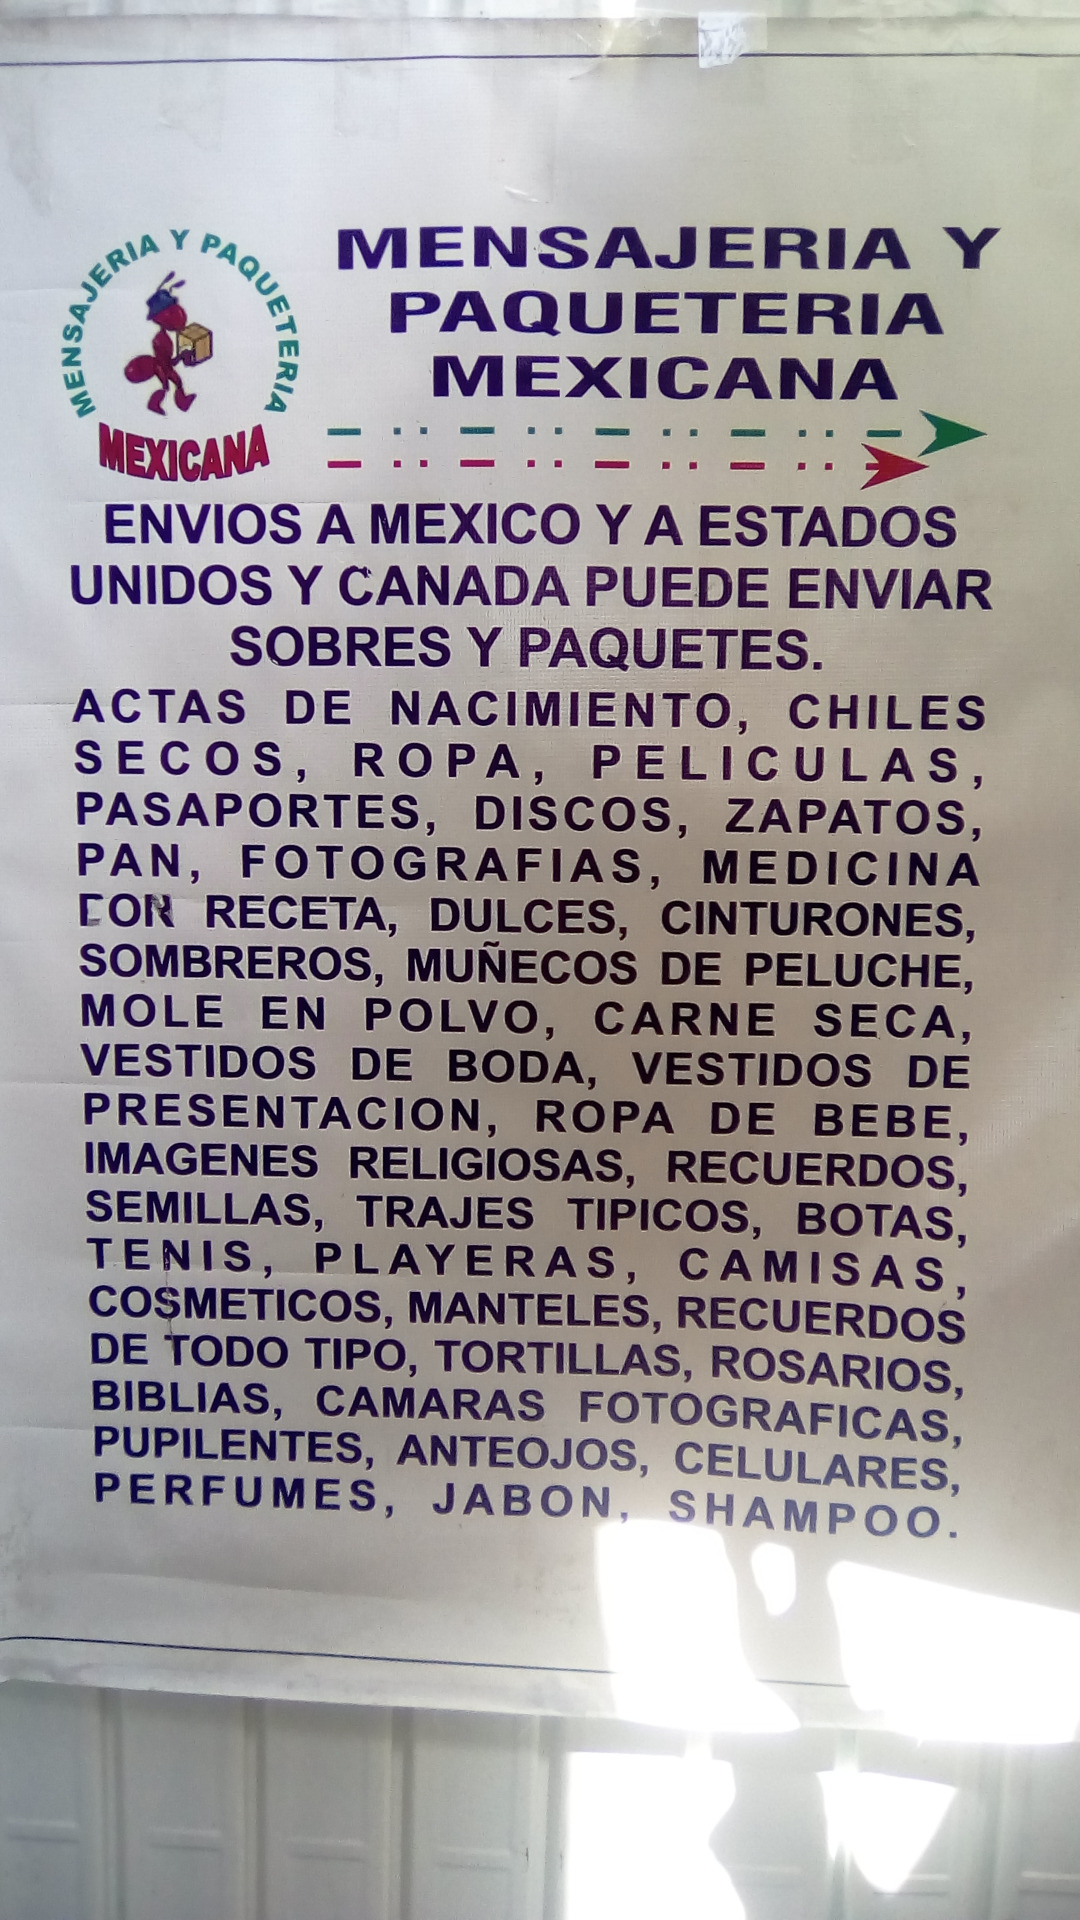 MENSAJERIA Y PAQUETERIA
MEXICANA
MENSAJERIA Y
PAQUETERIA
MEXICANA
ENVIOS A MEXICO Y A ESTADOS
UNIDOS Y CANADA PUEDE ENVIAR
SOBRES Y PAQUETES.
ACTAS DE NACIMIENTO, CHILES
SECOS, ROPA, PELICULAS,
PASAPORTES, DISCOS, ZAPATOS,
PAN, FOTOGRAFIAS, MEDICINA
CON RECETA, DULCES, CINTURONES,
SOMBREROS, MUÑECOS DE PELUCHE,
MOLE EN POLVO, CARNE SECA,
VESTIDOS DE BODA, VESTIDOS DE
PRESENTACION, ROPA DE BEBE,
IMAGENES RELIGIOSAS, RECUERDOS,
SEMILLAS, TRAJES TIPICOS, BOTAS,
TENIS, PLAYERAS, CAMISAS,
COSMETICOS, MANTELES, RECUERDOS
DE TODO TIPO, TORTILLAS, ROSARIOS,
BIBLIAS, CAMARAS FOTOGRAFICAS,
PUPILENTES, ANTEOJOS, CELULARES,
PERFUMES, JABON, SHAMPOO.